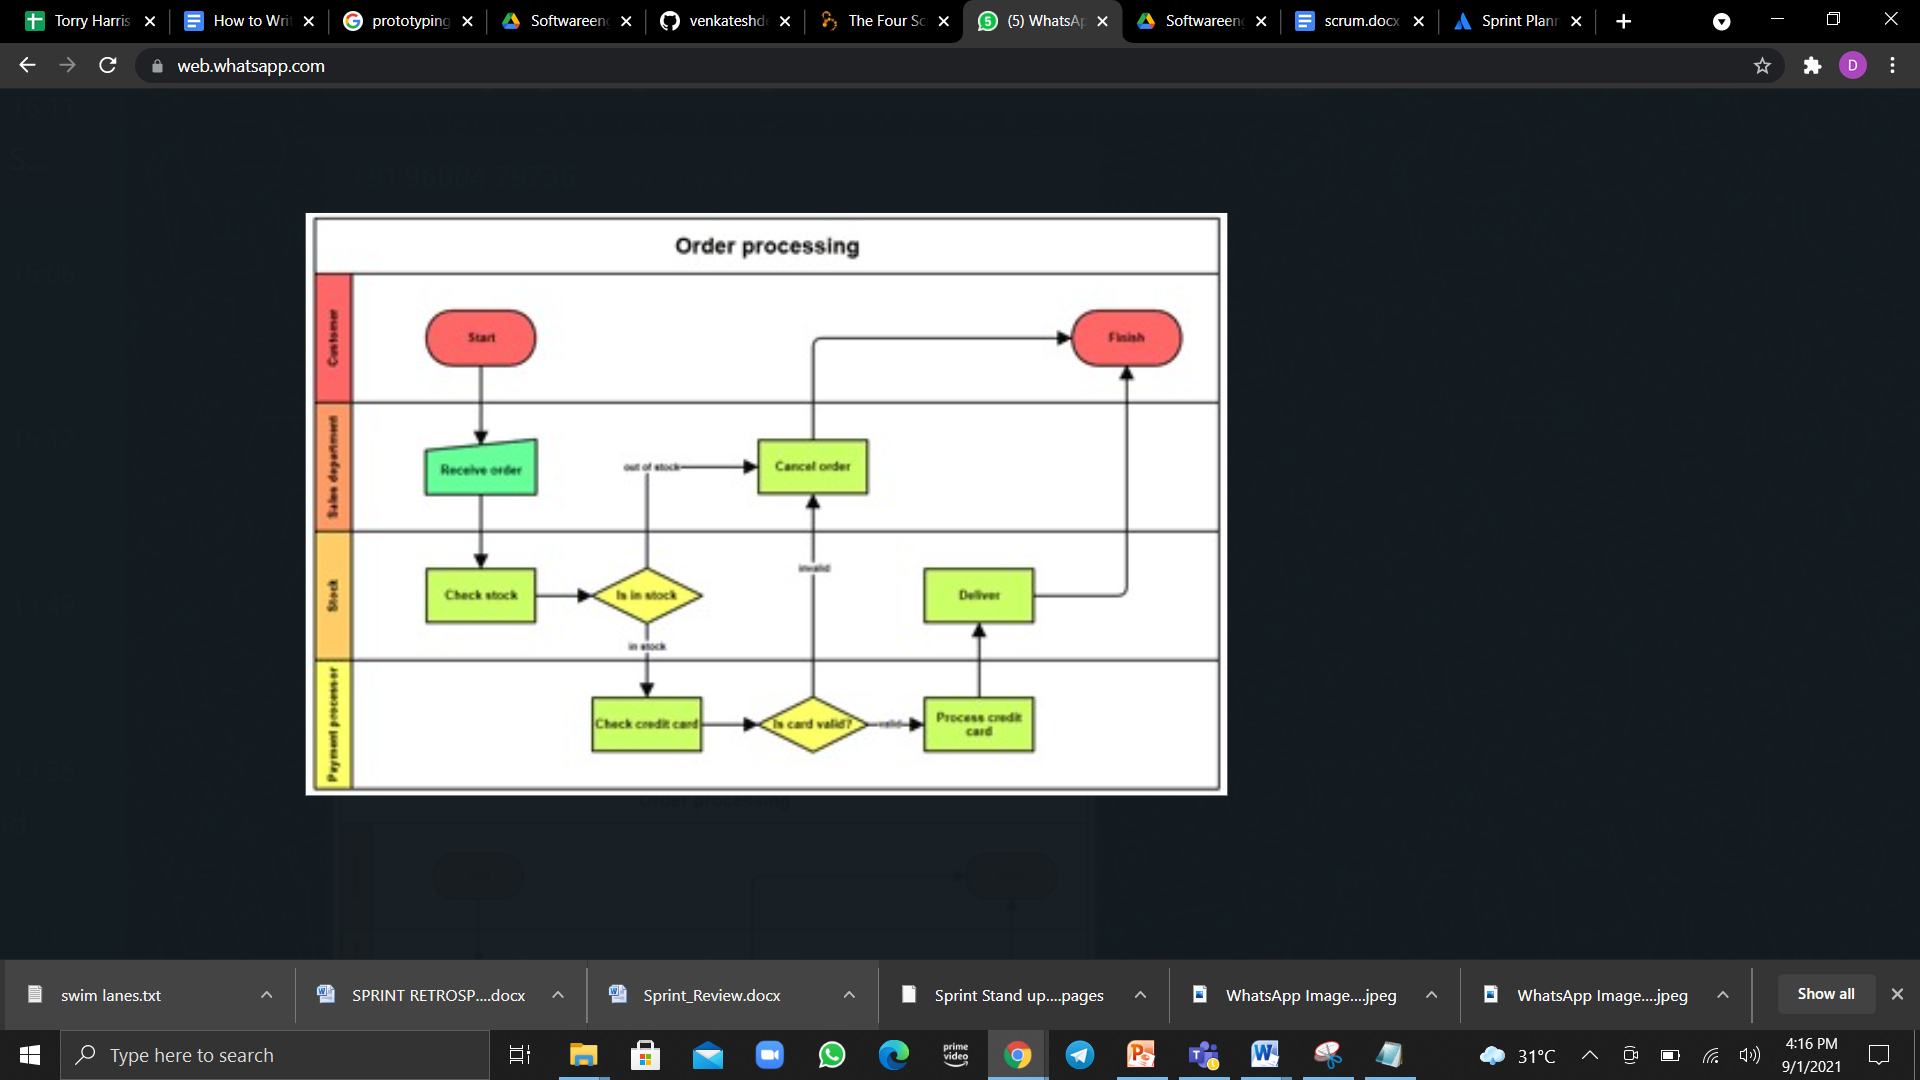 Torry Harris
How to Writ
prototyping
Softwareen
venkateshd
The Four Sc
(5) WhatsAp
Softwareen
scrum.docx
Sprint Plann
web.whatsapp.com
D
Order processing
Customer
Start
Finish
Sales department
Receive order
out of stock
Cancel order
Stock
Check stock
Is in stock
invalid
Deliver
in stock
Payment processor
Check credit card
Is card valid?
valid
Process credit
card
swim lanes.txt
SPRINT RETROSP....docx
Sprint_Review.docx
Sprint Stand up....pages
WhatsApp Image....jpeg
WhatsApp Image....jpeg
Show all
Type here to search
prime
video
31°C
4:16 PM
9/1/2021